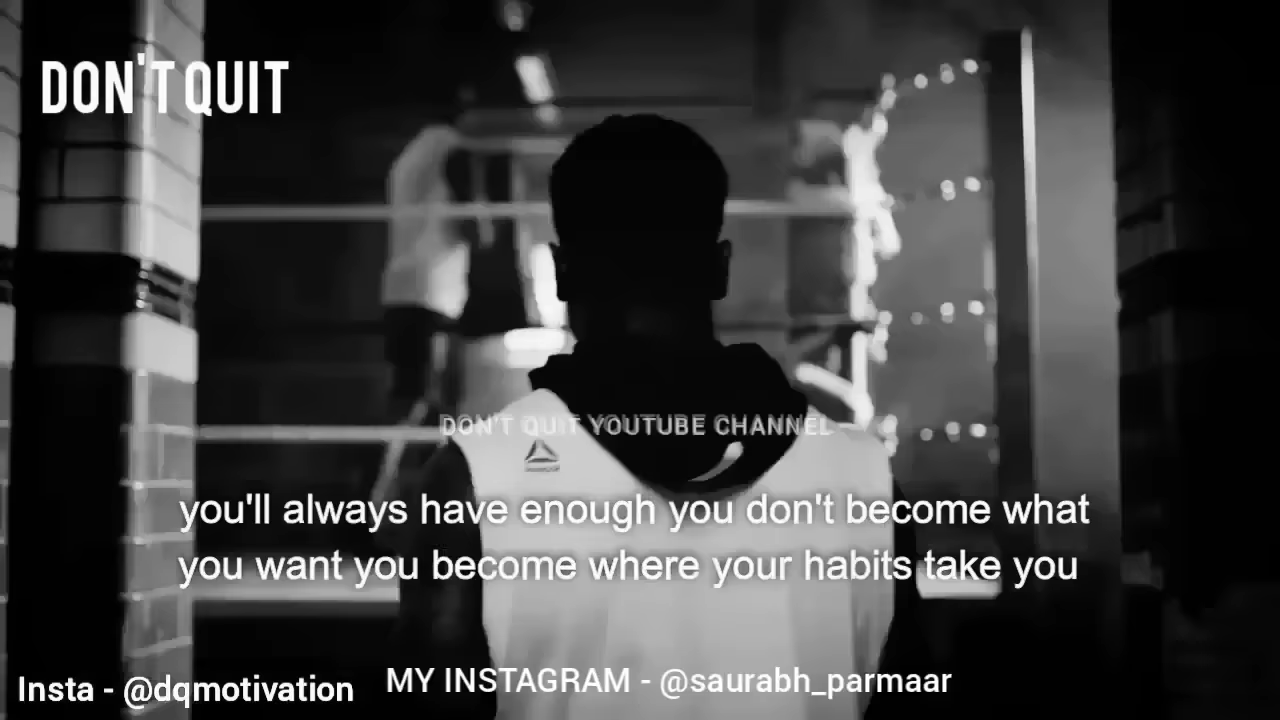 DON'T QUIT
DON'T QUIT YOUTUBE CHANNEL
you'll always have enough you don't become what
you want you become where your habits take you
Insta - @dqmotivation
MY INSTAGRAM - @saurabh_parmaar